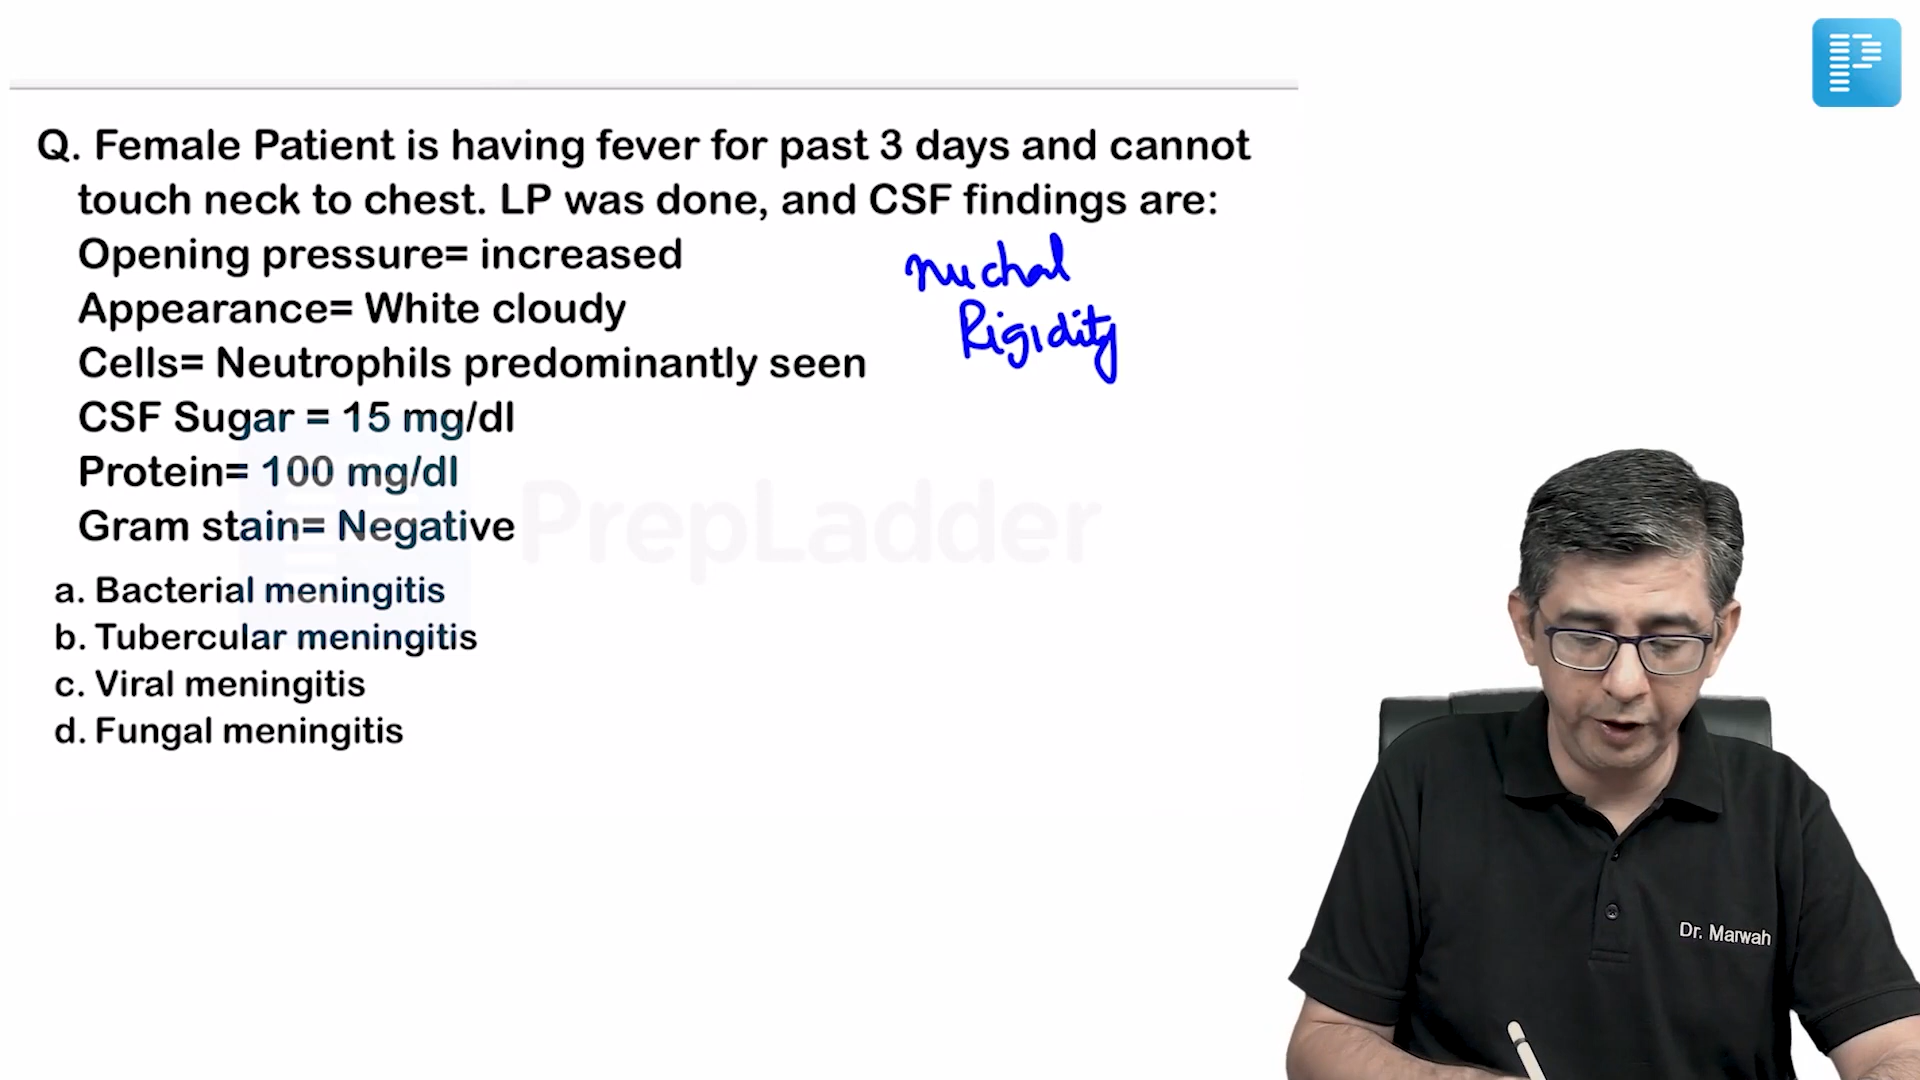 Q. Female Patient is having fever for past 3 days and cannot
touch neck to chest. LP was done, and CSF findings are:
Opening pressure= increased
nuchal
Appearance= White cloudy
Rigidity
Cells= Neutrophils predominantly seen
CSF Sugar = 15 mg/dl
Protein= 100 mg/dl
Gram stain= Negative
PrepLadder
a. Bacterial meningitis
b. Tubercular meningitis
c. Viral meningitis
d. Fungal meningitis
Dr. Marwah